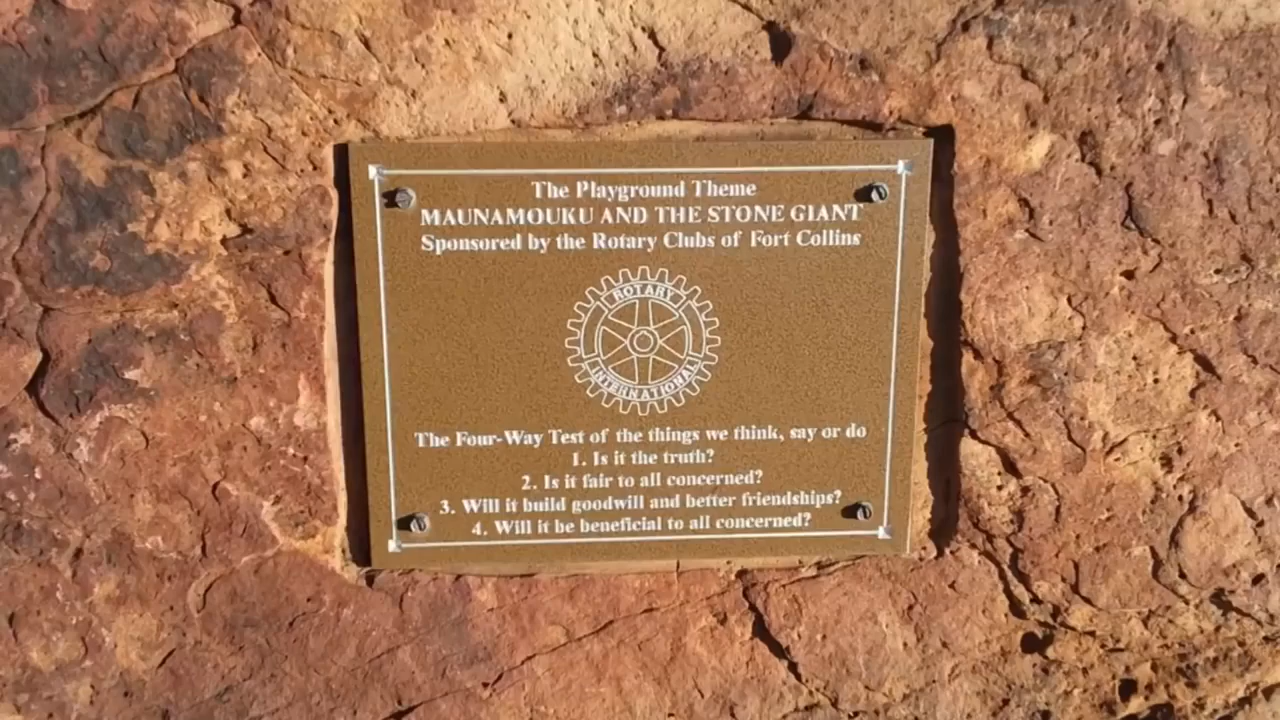 The Playground Theme
MAUNAMOUKU AND THE STONE GIANT
Sponsored by the Rotary Clubs of Fort Collins
ROTARY
INTERNATIONAL
The Four-Way Test of the things we think, say or do
1. Is it the truth?
2. Is it fair to all concerned?
3. Will it build goodwill and better friendships?
4. Will it be beneficial to all concerned?